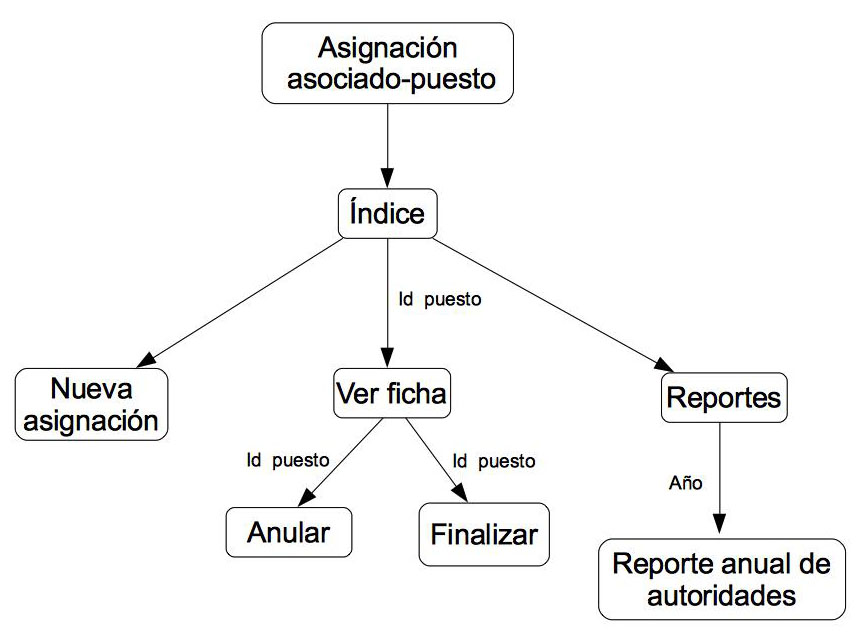 Asignación
asociado-puesto
Índice
Id puesto
Nueva
asignación
Ver ficha
Reportes
Id puesto
Id puesto
Año
Anular
Finalizar
Reporte anual de
autoridades